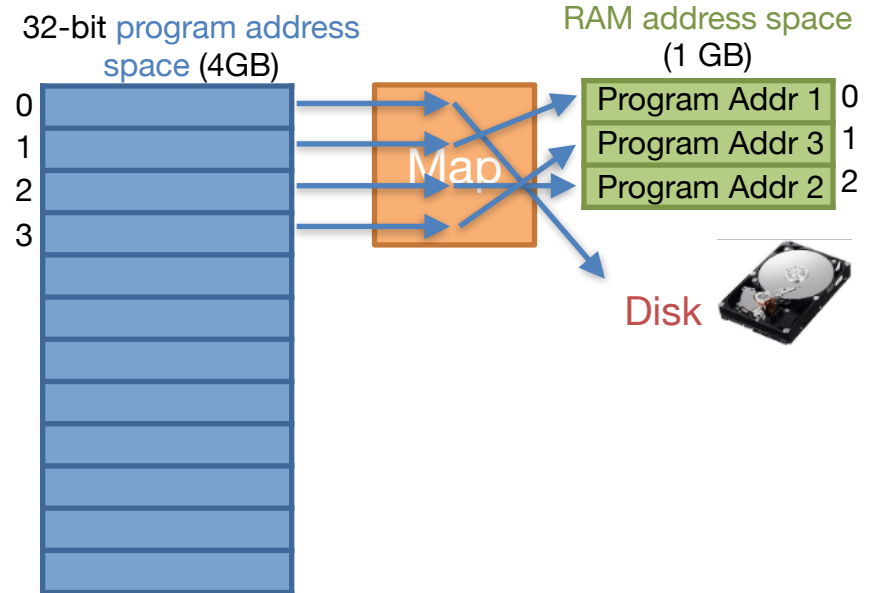 32-bit program address
space (4GB)
0
1
2
3
Map
RAM address space
(1 GB)
Program Addr 1 0
Program Addr 3 1
Program Addr 2 2
Disk